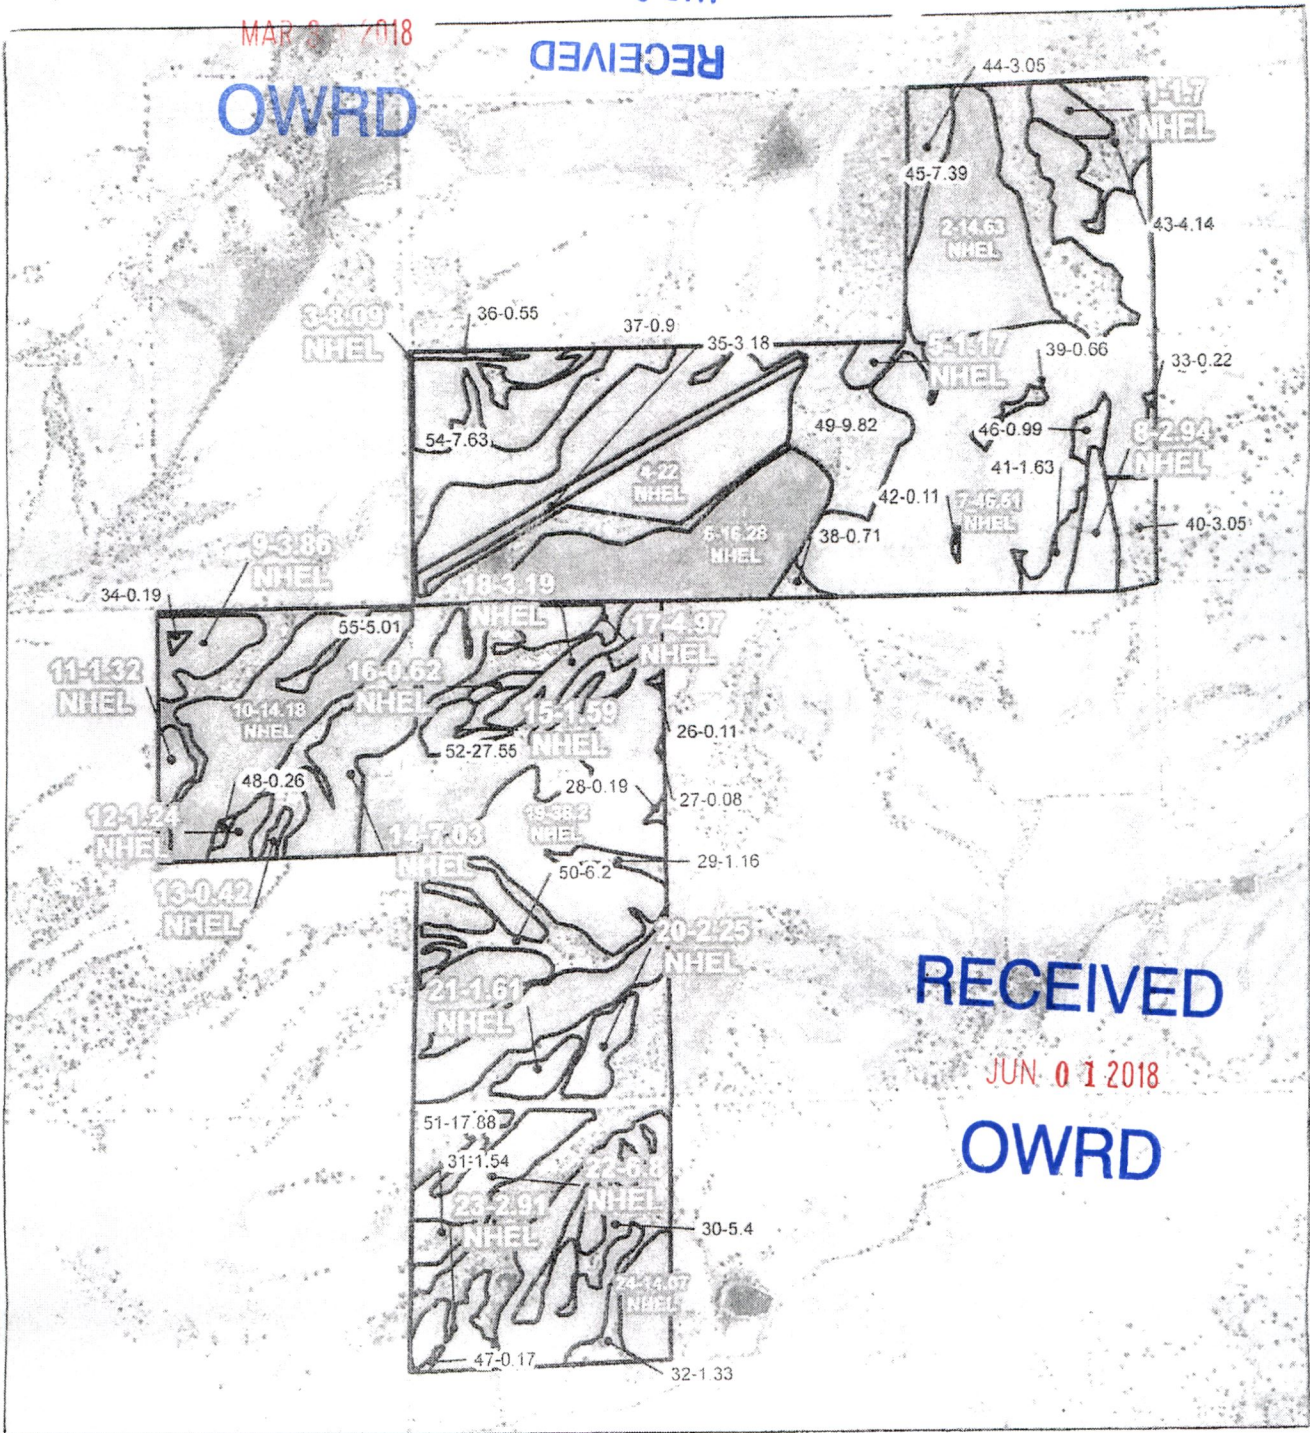 MAR 2018
OWRD
RECEIVED
44-3.05
1-1.7
NHEL
45-7.39
2-14.63
NHEL
43-4.14
36-0.55
3-8.09
NHEL
37-0.9
35-3.18
5-1.17
NHEL
39-0.66
33-0.22
54-7.63
49-9.82
46-0.99
8-2.94
NHEL
4-22
NHEL
41-1.63
42-0.11
7-46.51
NHEL
6-16.28
NHEL
38-0.71
40-3.05
9-3.86
NHEL
34-0.19
18-3.19
NHEL
55-5.01
17-4.97
NHEL
11-1.32
NHEL
16-0.62
NHEL
10-14.18
NHEL
15-1.59
NHEL
26-0.11
52-27.55
48-0.26
28-0.19
27-0.08
12-1.24
NHEL
14-7.03
NHEL
NHEL
29-1.16
50-6.2
13-0.42
NHEL
20-2.25
NHEL
21-1.61
NHEL
RECEIVED
JUN 01 2018
OWRD
51-17.88
31-1.54
NHEL
23-2.91
NHEL
30-5.4
24-14.07
NHEL
47-0.17
32-1.33